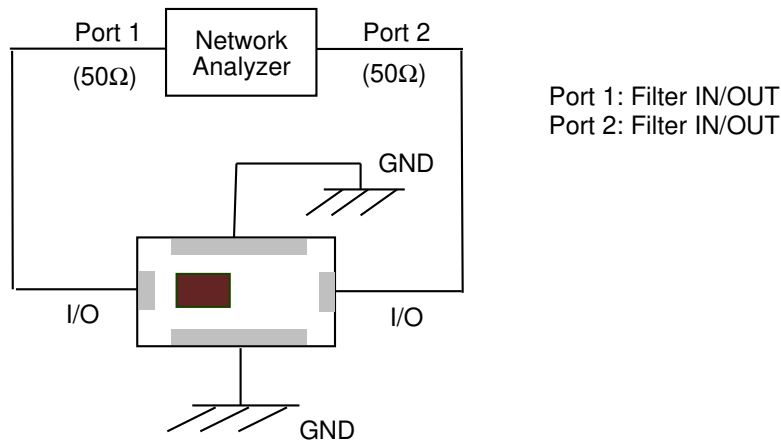 Port 1
Network
Analyzer
Port 2
(50Ω)
(50Ω)
Port 1: Filter IN/OUT
Port 2: Filter IN/OUT
GND
I/O
I/O
GND